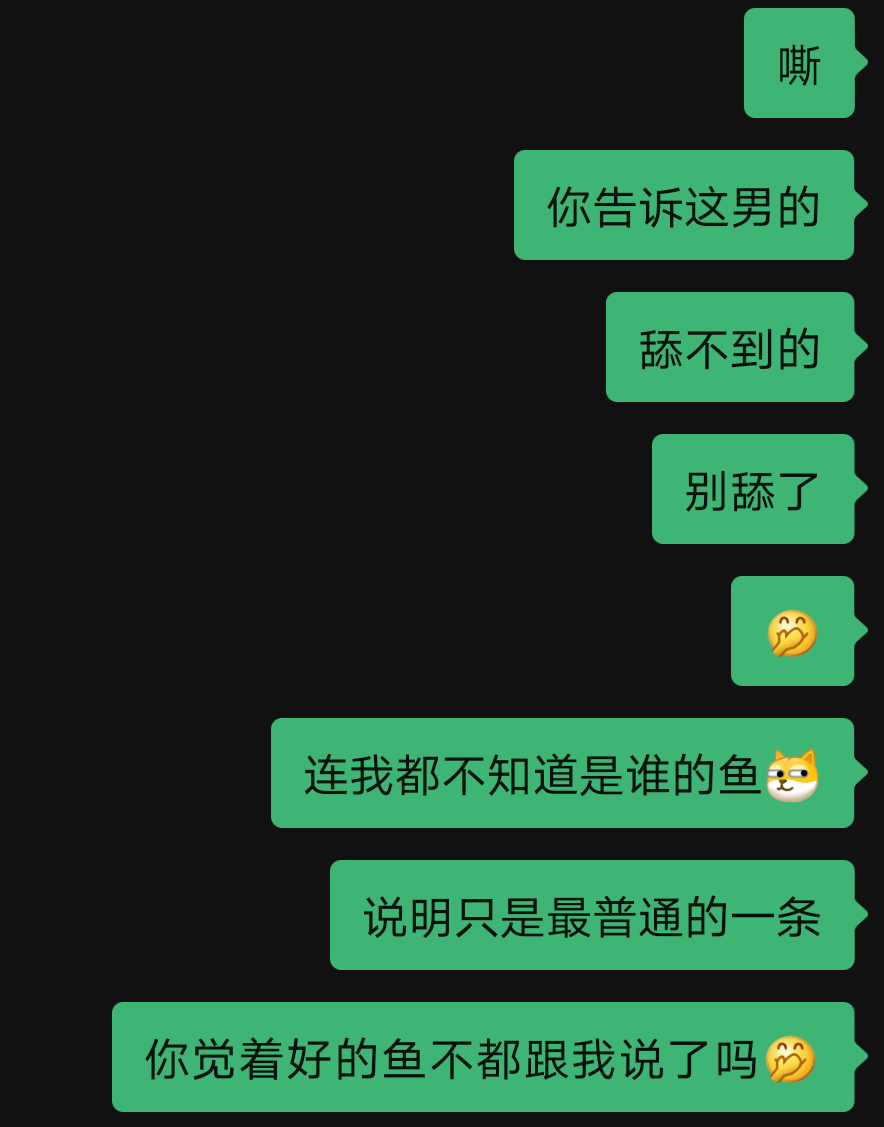 嘶
你告诉这男的
舔不到的
别舔了
🤭
连我都不知道是谁的鱼
说明只是最普通的一条
你觉着好的鱼不都跟我说了吗🤭